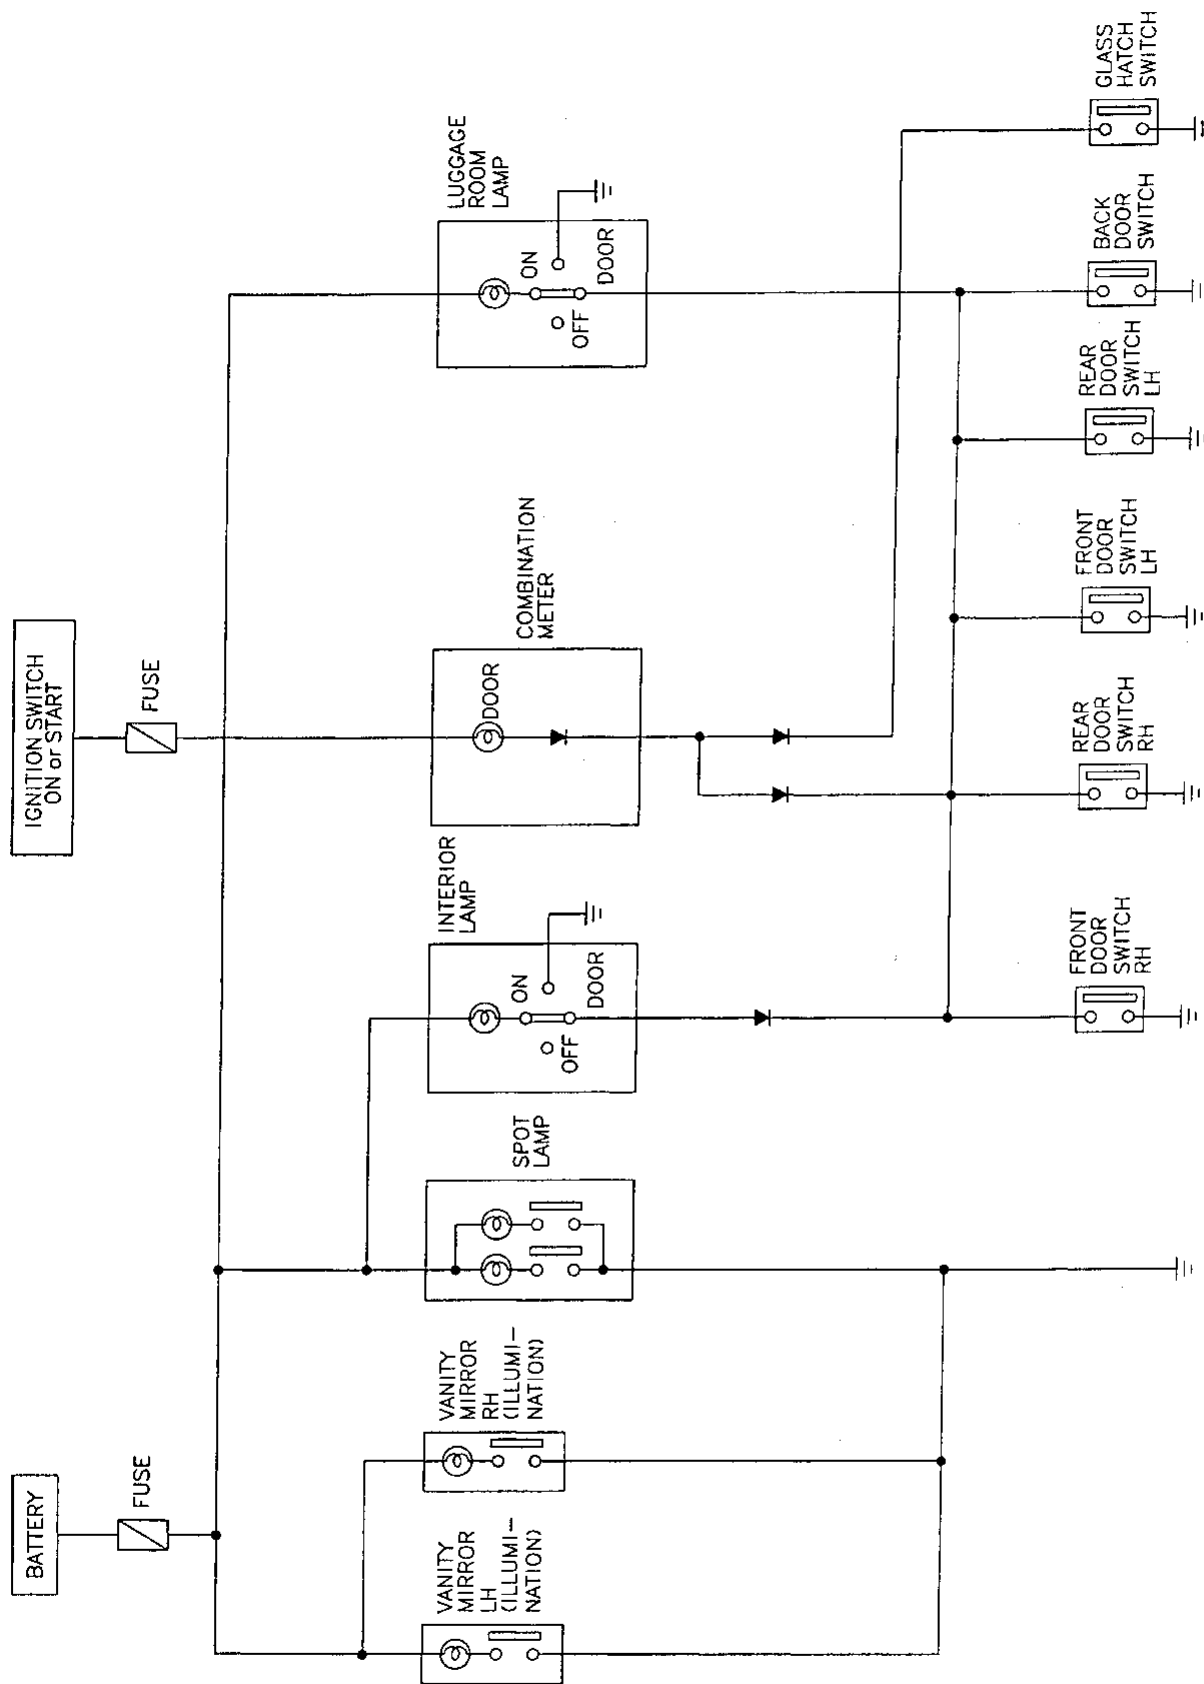 BATTERY
FUSE
IGNITION SWITCH
ON or START
FUSE
VANITY
MIRROR
LH
(ILLUMI-
NATION)
VANITY
MIRROR
RH
(ILLUMI-
NATION)
SPOT
LAMP
INTERIOR
LAMP
ON
OFF
DOOR
COMBINATION
METER
DOOR
LUGGAGE
ROOM
LAMP
ON
OFF
DOOR
FRONT
DOOR
SWITCH
RH
REAR
DOOR
SWITCH
RH
FRONT
DOOR
SWITCH
LH
REAR
DOOR
SWITCH
LH
BACK
DOOR
SWITCH
GLASS
HATCH
SWITCH